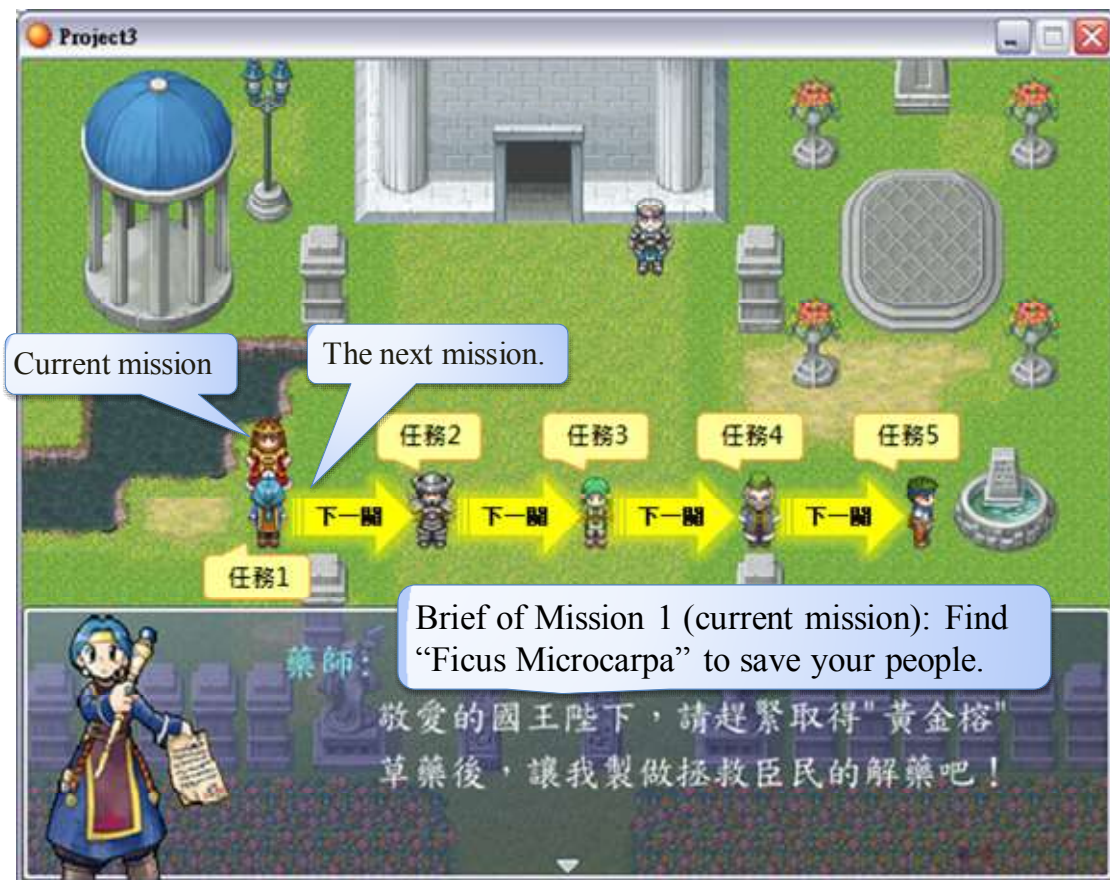 Project3
Current mission
The next mission.
任務2
任務3
任務4
任務5
下一關
下一關
下一關
下一關
任務1
Brief of Mission 1 (current mission): Find
“Ficus Microcarpa” to save your people.
藥師:
敬愛的國王陛下，請趕緊取得"黃金榕"
草藥後，讓我製做拯救臣民的解藥吧！